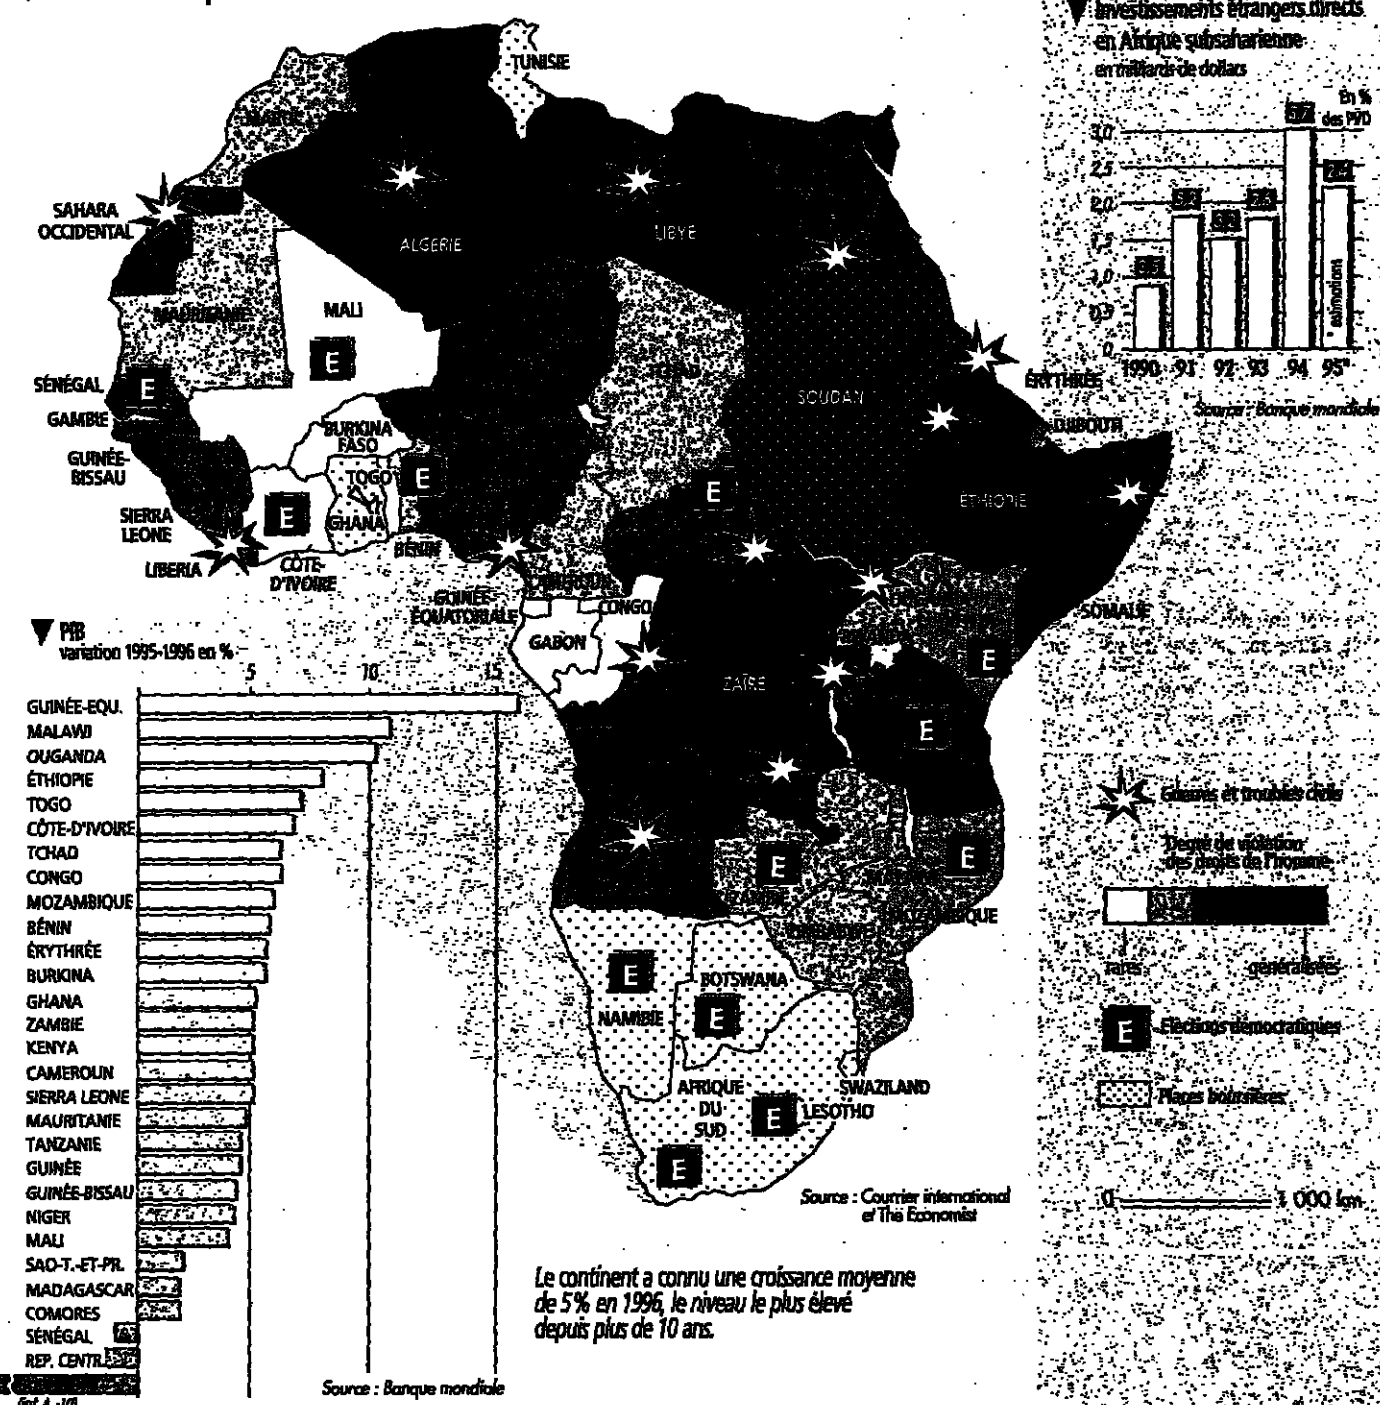 Investissements étrangers directs
en Afrique subsaharienne
en milliards de dollars
En %
des PVD
3,0
2,5
2,0
1,5
1,0
0,5
0
1990 91 92 93 94 95*
estimations
Source : Banque mondiale
TUNISIE
MAROC
SAHARA
OCCIDENTAL
ALGERIE
LIBYE
MAURITANIE
MALI
E
TCHAD
SOUDAN
ÉRYTHRÉE
DJIBOUTI
SÉNÉGAL
E
GAMBIE
GUINÉE-
BISSAU
BURKINA
FASO
TOGO
E
E
ÉTHIOPIE
SIERRA
LEONE
E
GHANA
LIBERIA
CÔTE-
D'IVOIRE
BÉNIN
CAMEROUN
GUINÉE-
ÉQUATORIALE
CONGO
GABON
SOMALIE
E
ZAÏRE
E
E
E
ZAMBIE
MOZAMBIQUE
E
NAMIBIE
BOTSWANA
E
AFRIQUE
DU
SUD
SWAZILAND
E
LESOTHO
E
Source : Courrier international
et The Economist
PIB
variation 1995-1996 en %
5 10 15
GUINÉE-EQU.
MALAWI
OUGANDA
ÉTHIOPIE
TOGO
CÔTE-D'IVOIRE
TCHAD
CONGO
MOZAMBIQUE
BÉNIN
ÉRYTHRÉE
BURKINA
GHANA
ZAMBIE
KENYA
CAMEROUN
SIERRA LEONE
MAURITANIE
TANZANIE
GUINÉE
GUINÉE-BISSAU
NIGER
MALI
SAO-T.-ET-PR.
MADAGASCAR
COMORES
SÉNÉGAL
REP. CENTR.
Source : Banque mondiale
Le continent a connu une croissance moyenne
de 5% en 1996, le niveau le plus élevé
depuis plus de 10 ans.
Guerres et troubles civils
Degré de violation
des droits de l'homme
rares généralisées
E Élections démocratiques
Places boursières
0 1 000 km